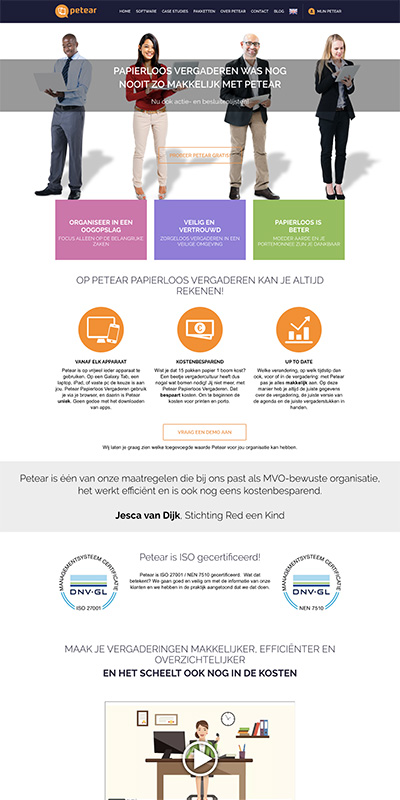 petear
HOME SOFTWARE CASE STUDIES PAKKETTEN OVER PETEAR CONTACT BLOG MIJN PETEAR
PAPIERLOOS VERGADEREN WAS NOG
NOOIT ZO MAKKELIJK MET PETEAR
Nu ook actie- en besluitenlijsten!
PROBEER PETEAR GRATIS
ORGANISEER IN EEN
OOGOPSLAG
FOCUS ALLEEN OP DE BELANGRIJKE
ZAKEN
VEILIG EN
VERTROUWD
ZORGELOOS VERGADEREN IN EEN
VEILIGE OMGEVING
PAPIERLOOS IS
BETER
MOEDER AARDE EN JE
PORTEMONNEE ZIJN JE DANKBAAR
OP PETEAR PAPIERLOOS VERGADEREN KAN JE ALTIJD
REKENEN!
VANAF ELK APPARAAT
Petear is op vrijwel ieder apparaat te
gebruiken. Op een Galaxy Tab, een
laptop, iPad, of vaste pc de keuze is aan
jou. Petear Papierloos Vergaderen gebruik
je via je browser, en daarin is Petear
uniek. Geen gedoe met het downloaden
van apps.
KOSTENBESPAREND
Wist je dat 15 pakken papier 1 boom kost?
Een beetje vergadercultuur heeft dus
nogal wat bomen nodig! Jij niet meer, met
Petear Papierloos Vergaderen. Dat
bespaart kosten. Om te beginnen de
kosten voor printen en porto.
UP TO DATE
Welke verandering, op welk tijdstip dan
ook, voor of in de vergadering: met Petear
pas je alles makkelijk aan. Op deze
manier heb je altijd de juiste gegevens
over de vergadering, de juiste versie van
de agenda en de juiste vergaderstukken in
handen.
VRAAG EEN DEMO AAN
Wij laten je graag zien welke toegevoegde waarde Petear voor jou organisatie kan hebben.
Petear is één van onze maatregelen die bij ons past als MVO-bewuste organisatie,
het werkt efficiënt en is ook nog eens kostenbesparend.
Jesca van Dijk, Stichting Red een Kind
MANAGEMENTSYSTEEM CERTIFICATIE
DNV·GL
ISO 27001
Petear is ISO gecertificeerd!
Petear is ISO 27001 / NEN 7510 gecertificeerd. Wat dat
betekent? We gaan goed en veilig om met de informatie van onze
klanten en we hebben in de praktijk aangetoond dat we dat doen.
MANAGEMENTSYSTEEM CERTIFICATIE
DNV·GL
NEN 7510
MAAK JE VERGADERINGEN MAKKELIJKER, EFFICIËNTER EN
OVERZICHTELIJKER
EN HET SCHEELT OOK NOG IN DE KOSTEN